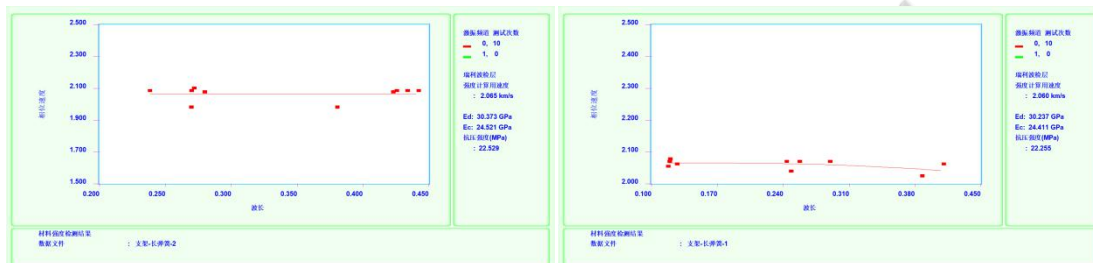 2.500
2.300
2.100
1.900
1.700
1.500
相位速度
0.200
0.250
0.300
0.350
0.400
0.450
波长
激振频道 测试次数
0, 10
1, 0
瑞利波检层
强度计算用速度
: 2.065 km/s
Ed: 30.373 GPa
Ec: 24.521 GPa
抗压强度(MPa)
: 22.529
材料强度检测结果
数据文件 : 支架-长弹簧-2
2.500
2.400
2.300
2.200
2.100
2.000
相位速度
0.100
0.170
0.240
0.310
0.380
0.450
波长
激振频道 测试次数
0, 10
1, 0
瑞利波检层
强度计算用速度
: 2.060 km/s
Ed: 30.237 GPa
Ec: 24.411 GPa
抗压强度(MPa)
: 22.255
材料强度检测结果
数据文件 : 支架-长弹簧-1